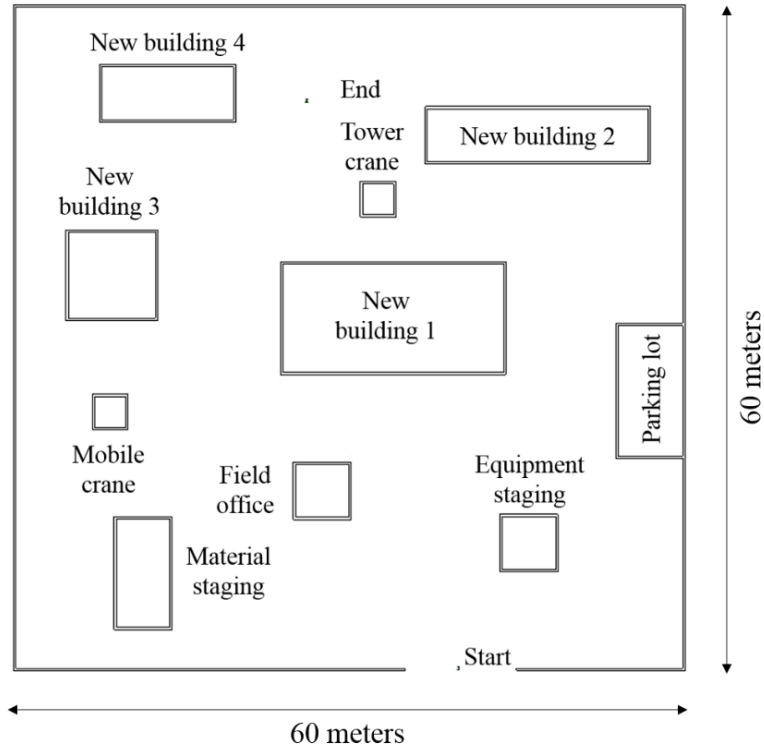 New building 4
End
Tower
crane
New building 2
New
building 3
New
building 1
Parking lot
60 meters
Mobile
crane
Field
office
Equipment
staging
Material
staging
Start
60 meters